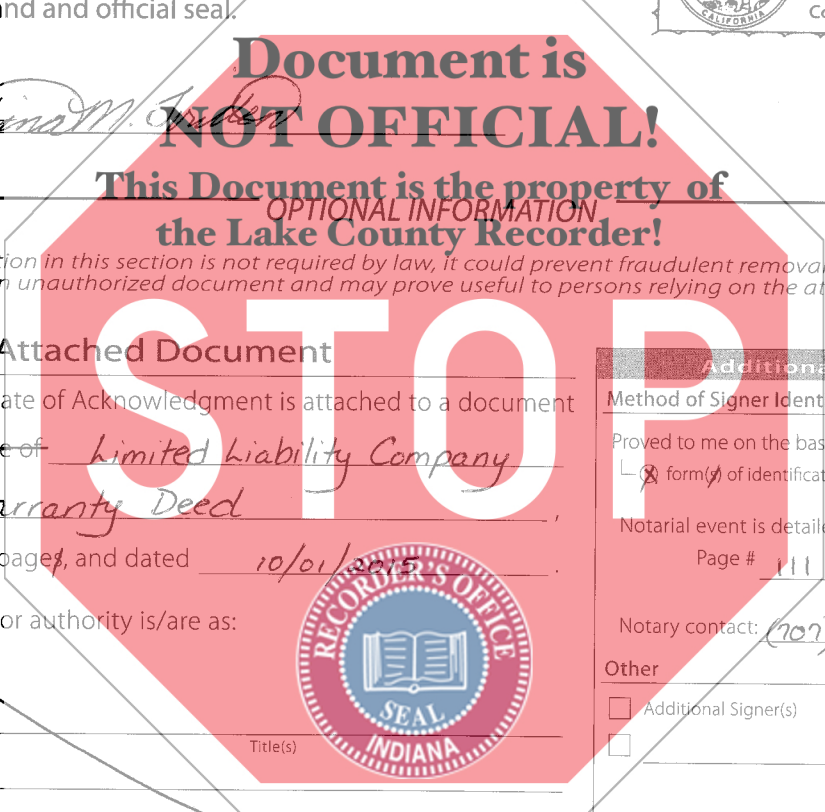 nd and official seal.
CALIFORNIA
Document is
NOT OFFICIAL!
This Document is the property of
OPTIONAL INFORMATION
the Lake County Recorder!
tion in this section is not required by law, it could prevent fraudulent remova
n unauthorized document and may prove useful to persons relying on the at
STOP
Attached Document
ate of Acknowledgment is attached to a document
e of Limited Liability Company
arranty Deed ,
pages, and dated 10/01/2015 .
or authority is/are as:
Title(s)
Additiona
Method of Signer Ident
Proved to me on the bas
form(s) of identificat
Notarial event is detaile
Page # 111
Notary contact: (707)
Other
Additional Signer(s)
RECORDER'S OFFICE
SEAL
INDIANA